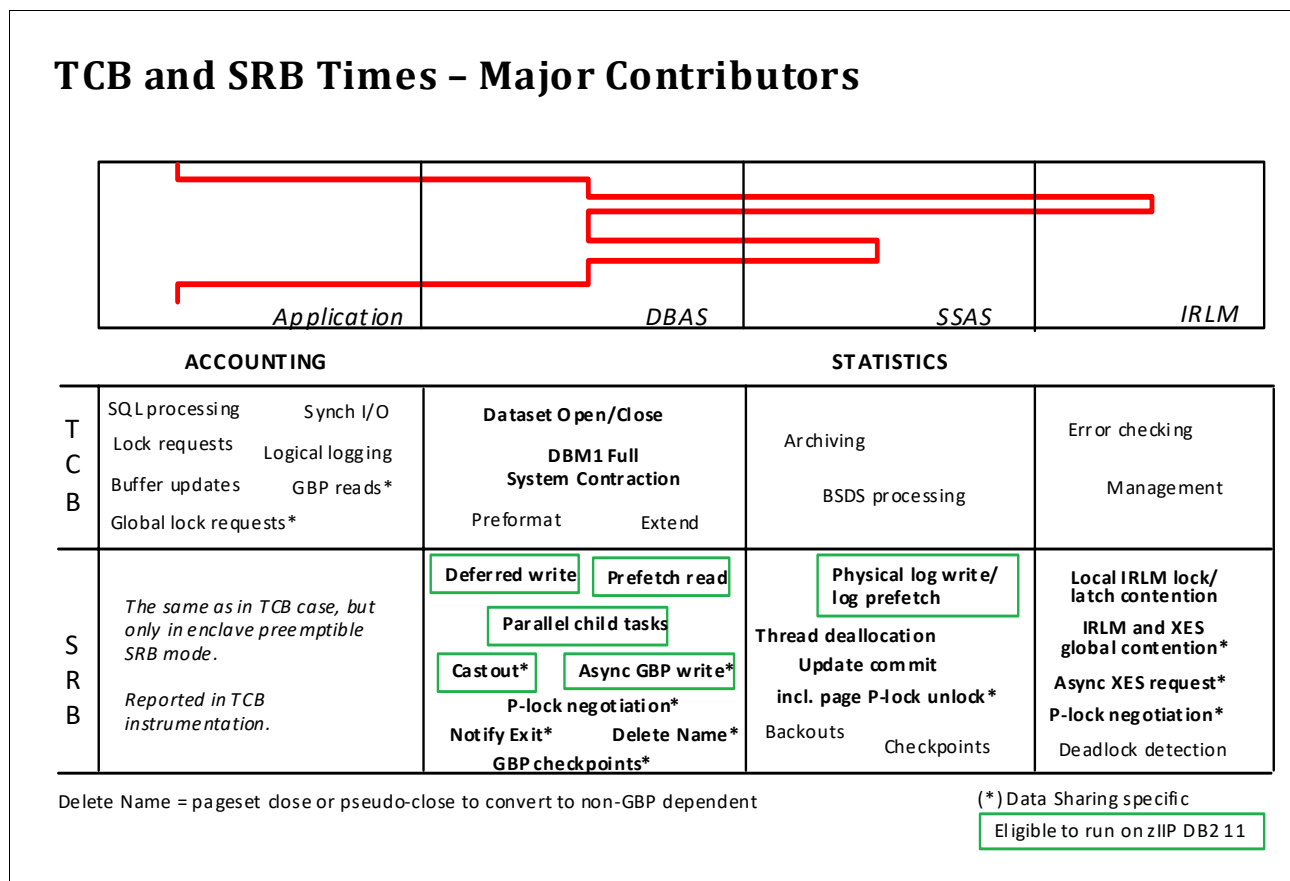 TCB and SRB Times – Major Contributors
Application
DBAS
SSAS
IRLM
ACCOUNTING
STATISTICS
T
C
B
SQL processing
Synch I/O
Lock requests
Logical logging
Buffer updates
GBP reads*
Global lock requests*
Dataset Open/Close
DBM1 Full
System Contraction
Preformat
Extend
Archiving
BSDS processing
Error checking
Management
S
R
B
The same as in TCB case, but
only in enclave preemptible
SRB mode.
Reported in TCB
instrumentation.
Deferred write
Prefetch read
Parallel child tasks
Castout*
Async GBP write*
P-lock negotiation*
Notify Exit*
Delete Name*
GBP checkpoints*
Physical log write/
log prefetch
Thread deallocation
Update commit
incl. page P-lock unlock*
Backouts
Checkpoints
Local IRLM lock/
latch contention
IRLM and XES
global contention*
Async XES request*
P-lock negotiation*
Deadlock detection
Delete Name = pageset close or pseudo-close to convert to non-GBP dependent
(*) Data Sharing specific
Eligible to run on zIIP DB2 11